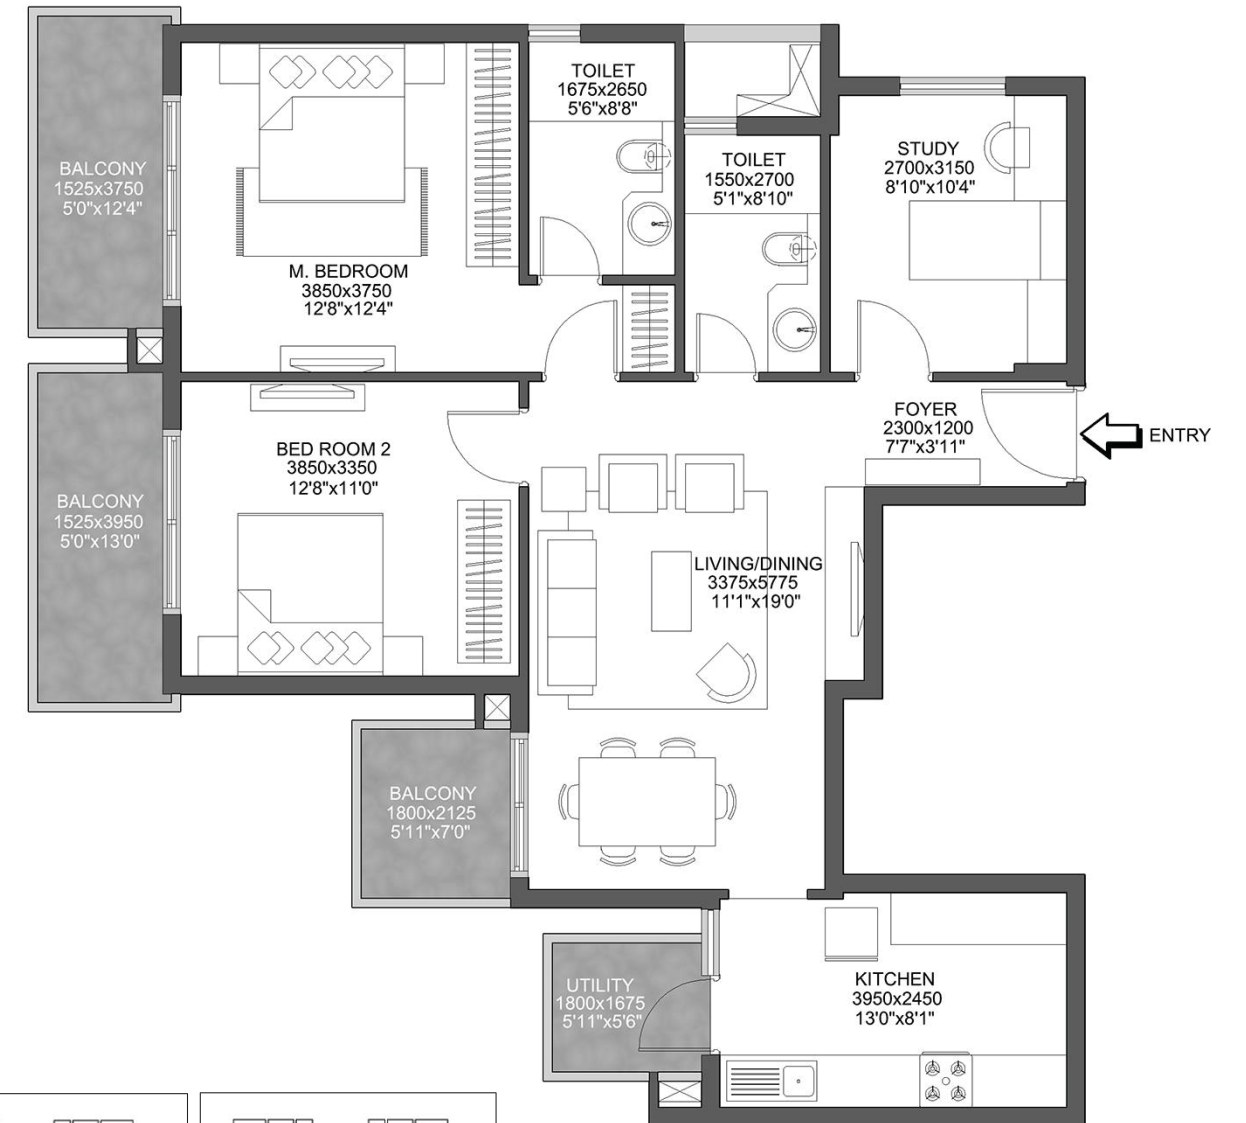 TOILET
1675x2650
5'6"x8'8"
BALCONY
1525x3750
5'0"x12'4"
TOILET
1550x2700
5'1"x8'10"
STUDY
2700x3150
8'10"x10'4"
M. BEDROOM
3850x3750
12'8"x12'4"
FOYER
2300x1200
7'7"x3'11"
ENTRY
BED ROOM 2
3850x3350
12'8"x11'0"
BALCONY
1525x3950
5'0"x13'0"
LIVING/DINING
3375x5775
11'1"x19'0"
BALCONY
1800x2125
5'11"x7'0"
UTILITY
1800x1675
5'11"x5'6"
KITCHEN
3950x2450
13'0"x8'1"